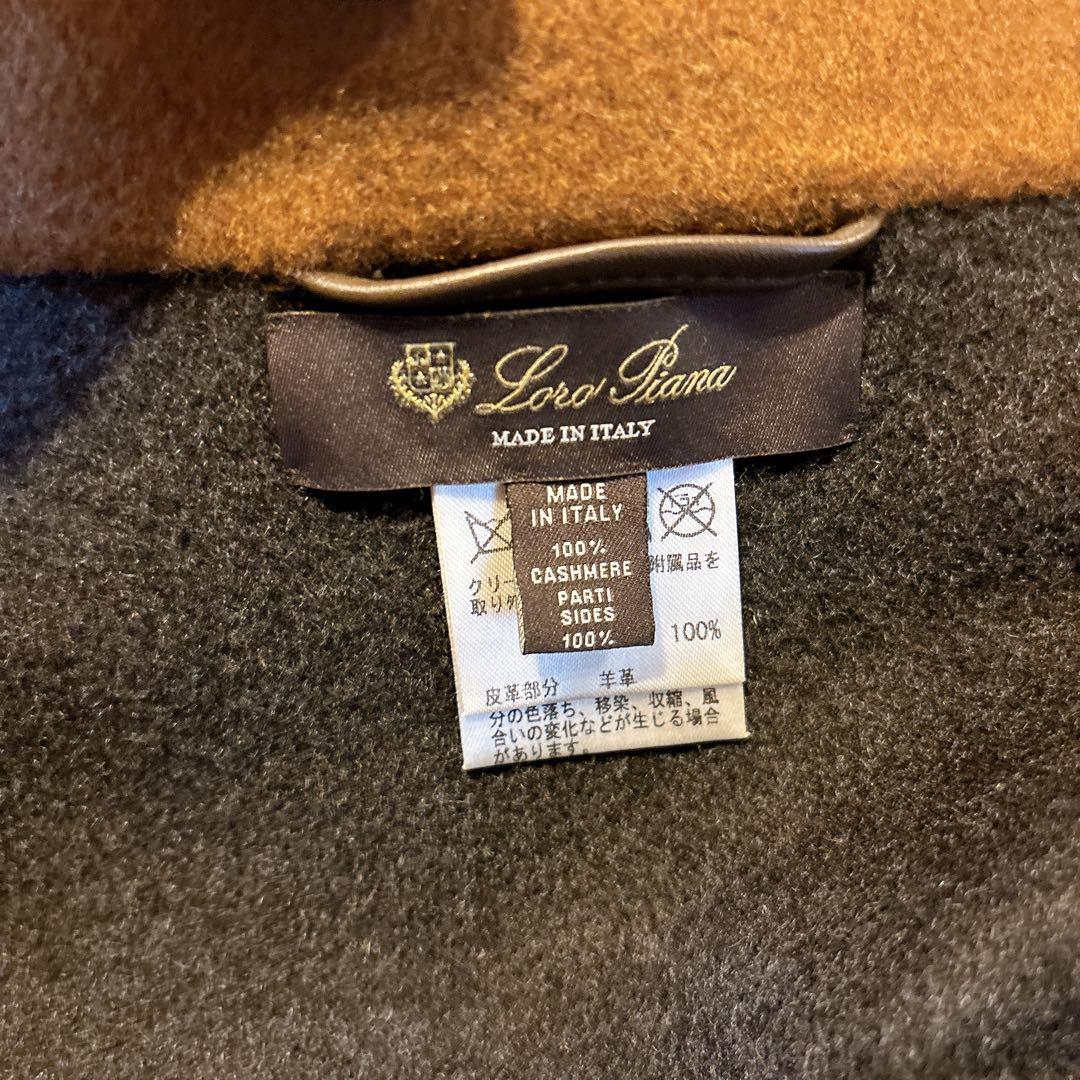 Loro Piana
MADE IN ITALY
MADE
IN ITALY
100%
CASHMERE
PARTI
SIDES
100%
クリー
附属品を
取り外
100%
皮革部分 羊革
分の色落ち、移染、収縮、風
合いの変化などが生じる場合
があります。